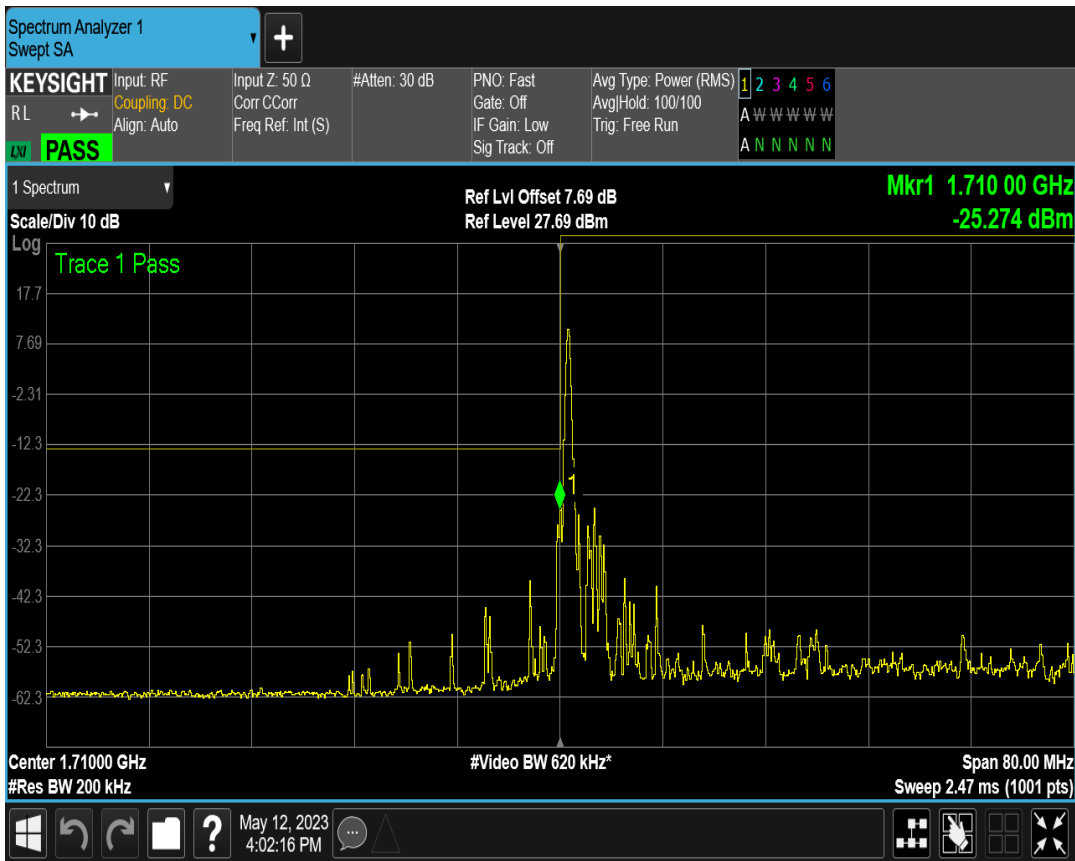 Spectrum Analyzer 1
Swept SA
+
KEYSIGHT
RL
LXI PASS
Input: RF
Coupling: DC
Align: Auto
Input Z: 50 Ω
Corr CCorr
Freq Ref: Int (S)
#Atten: 30 dB
PNO: Fast
Gate: Off
IF Gain: Low
Sig Track: Off
Avg Type: Power (RMS)
Avg|Hold: 100/100
Trig: Free Run
1 2 3 4 5 6
A W W W W W
A N N N N N
1 Spectrum
Scale/Div 10 dB
Ref Lvl Offset 7.69 dB
Ref Level 27.69 dBm
Mkr1 1.710 00 GHz
-25.274 dBm
Log
Trace 1 Pass
17.7
7.69
-2.31
-12.3
-22.3
-32.3
-42.3
-52.3
-62.3
Center 1.71000 GHz
#Res BW 200 kHz
#Video BW 620 kHz*
Span 80.00 MHz
Sweep 2.47 ms (1001 pts)
?
May 12, 2023
4:02:16 PM